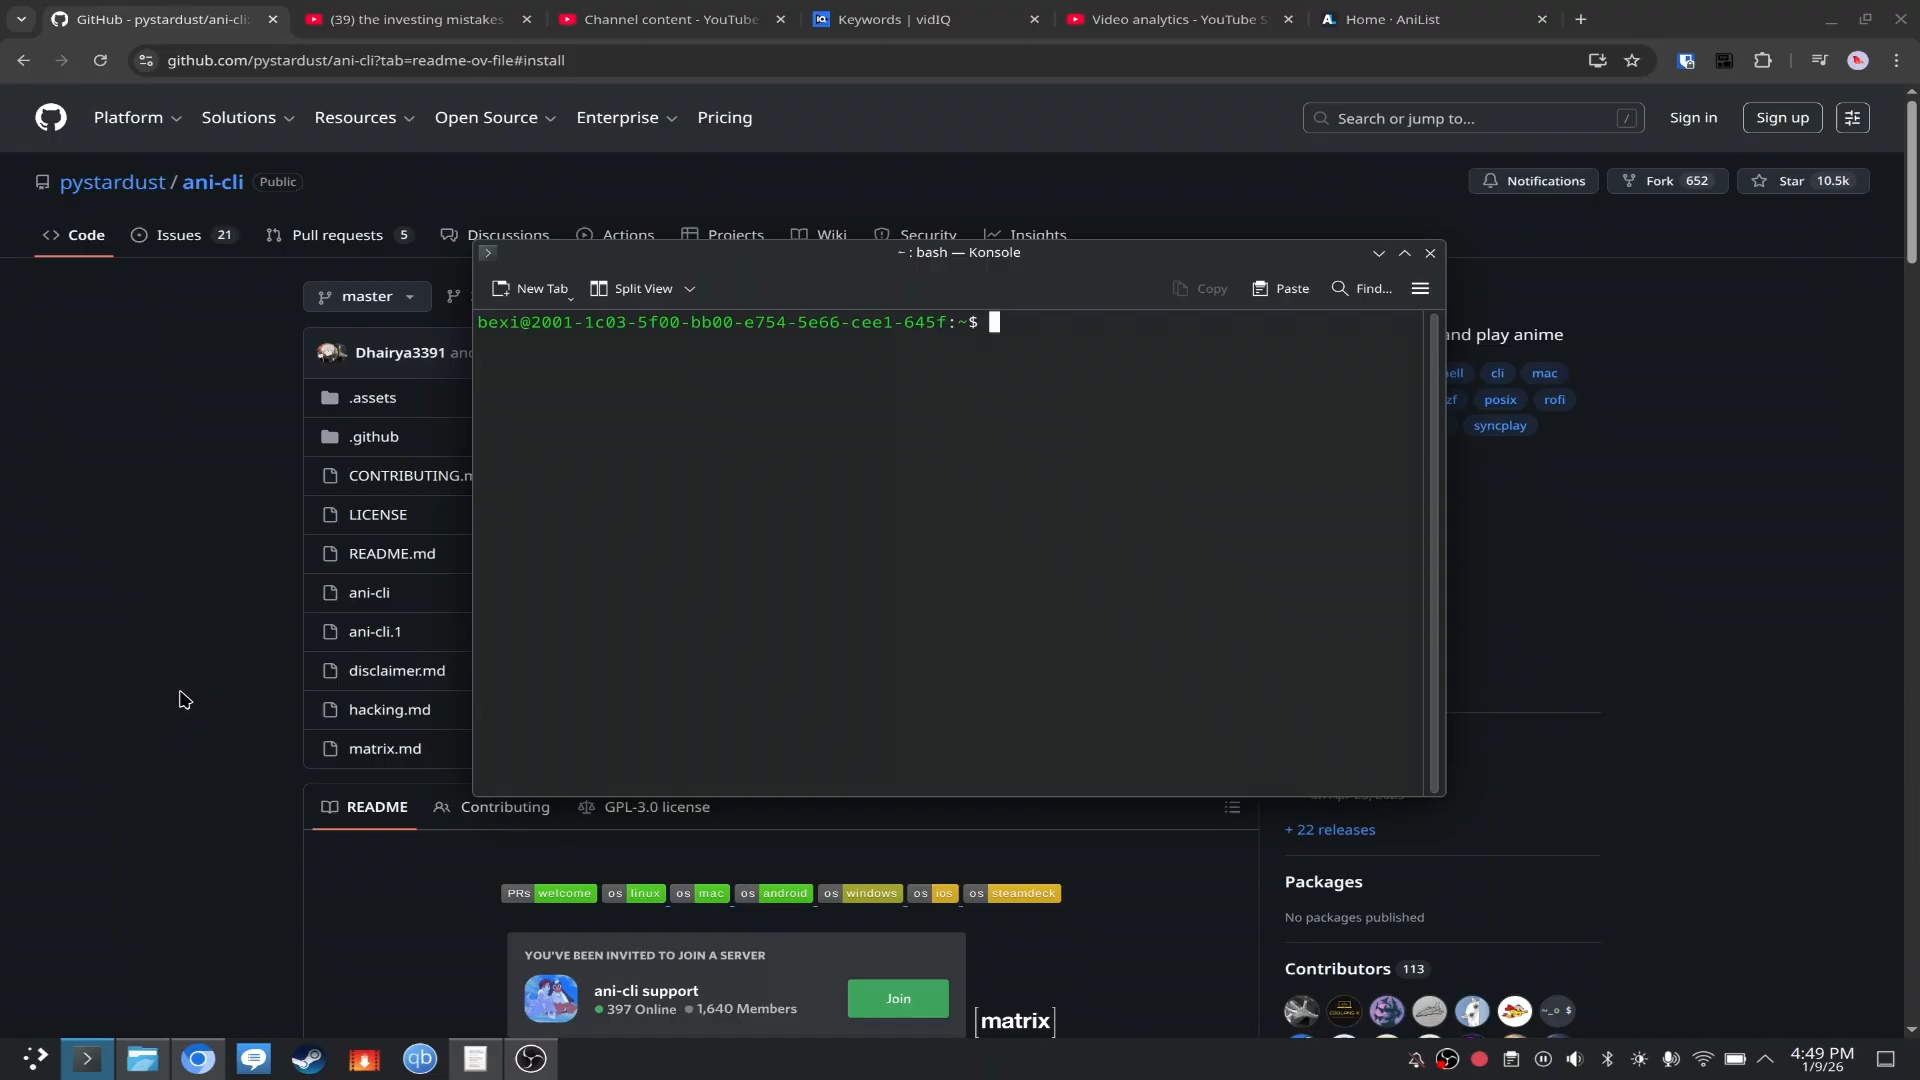 GitHub - pystardust/ani-cli:
(39) the investing mistakes
Channel content - YouTube
Keywords | vidIQ
Video analytics - YouTube S
Home · AniList
github.com/pystardust/ani-cli?tab=readme-ov-file#install
Platform
Solutions
Resources
Open Source
Enterprise
Pricing
Search or jump to...
/
Sign in
Sign up
pystardust / ani-cli
Public
Notifications
Fork 652
Star 10.5k
Code
Issues 21
Pull requests 5
Discussions
Actions
Projects
Wiki
Security
Insights
~ : bash — Konsole
New Tab
Split View
Copy
Paste
Find...
bexi@2001-1c03-5f00-bb00-e754-5e66-cee1-645f:~$
master
Dhairya3391 and
.assets
.github
CONTRIBUTING.m
LICENSE
README.md
ani-cli
ani-cli.1
disclaimer.md
hacking.md
matrix.md
and play anime
cli
mac
posix
rofi
syncplay
README
Contributing
GPL-3.0 license
+ 22 releases
PRs welcome
os linux
os mac
os android
os windows
os ios
os steamdeck
YOU'VE BEEN INVITED TO JOIN A SERVER
ani-cli support
397 Online
1,640 Members
Join
[matrix]
Packages
No packages published
Contributors 113
4:49 PM
1/9/26